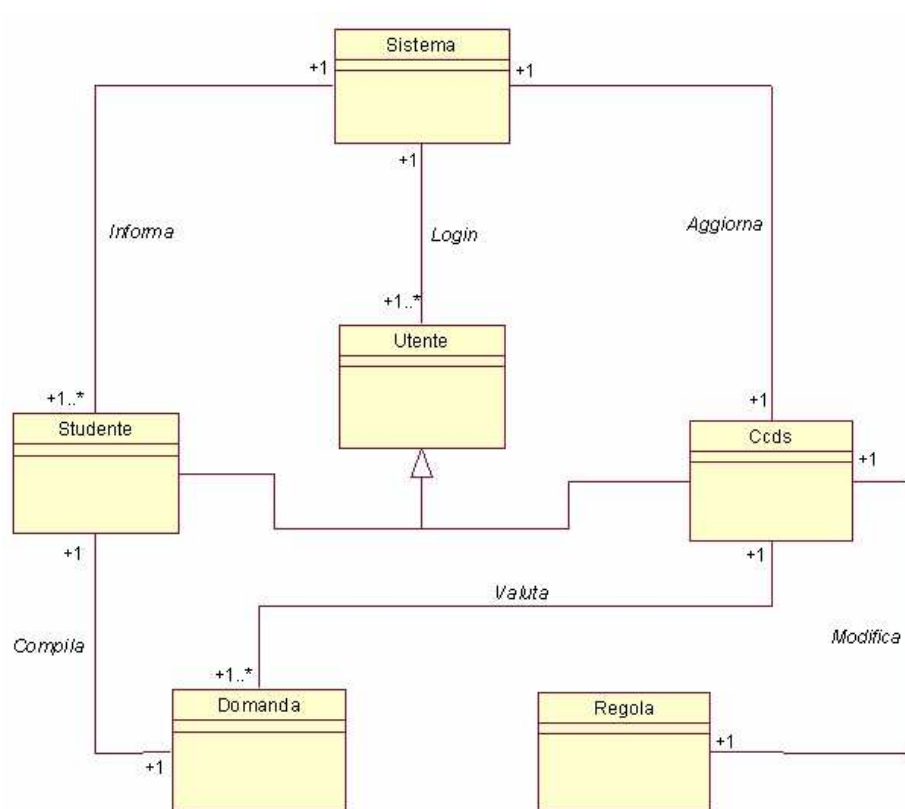 Sistema
+1
+1
+1
Informa
Login
Aggiorna
+1..*
Utente
+1..*
+1
Studente
Ccds
+1
+1
+1
Valuta
Compila
Modifica
+1..*
Domanda
Regola
+1
+1